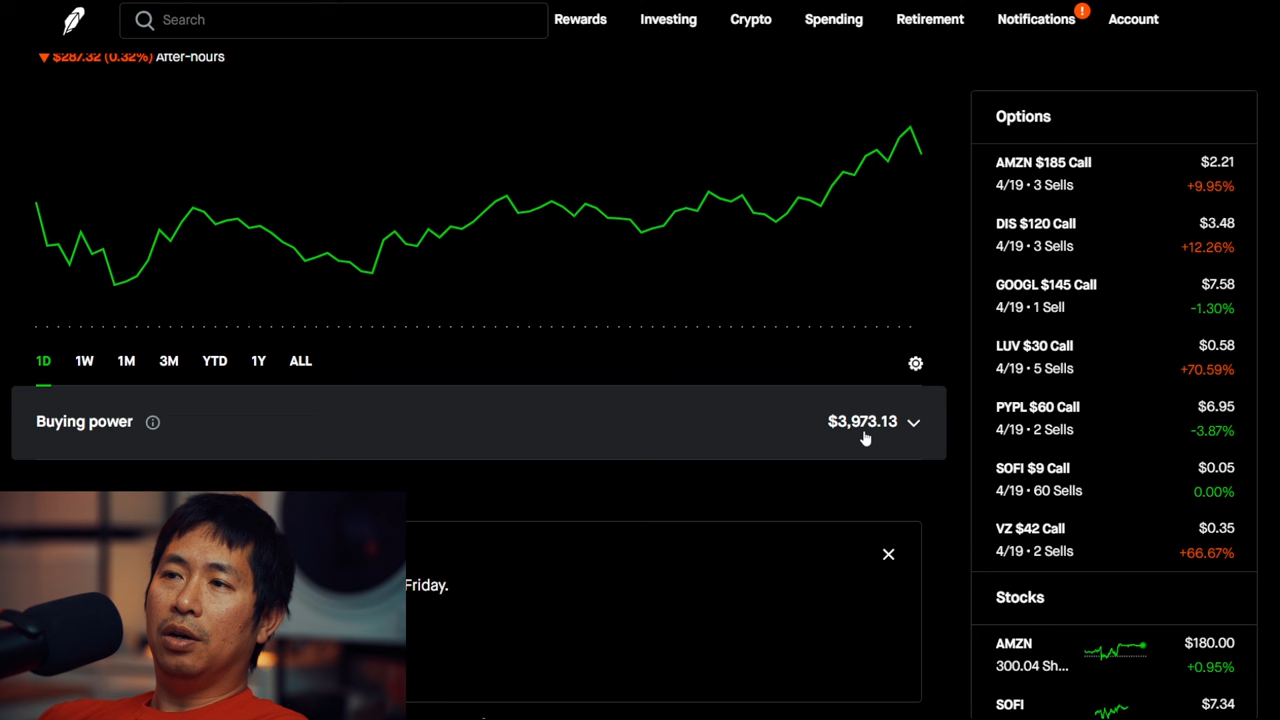 Search
Rewards
Investing
Crypto
Spending
Retirement
Notifications
!
Account
$287.32 (0.32%) After-hours
1D
1W
1M
3M
YTD
1Y
ALL
Buying power
$3,973.13
Friday.
Options
AMZN $185 Call $2.21
4/19 • 3 Sells +9.95%
DIS $120 Call $3.48
4/19 • 3 Sells +12.26%
GOOGL $145 Call $7.58
4/19 • 1 Sell -1.30%
LUV $30 Call $0.58
4/19 • 5 Sells +70.59%
PYPL $60 Call $6.95
4/19 • 2 Sells -3.87%
SOFI $9 Call $0.05
4/19 • 60 Sells 0.00%
VZ $42 Call $0.35
4/19 • 2 Sells +66.67%
Stocks
AMZN $180.00
300.04 Sh... +0.95%
SOFI $7.34